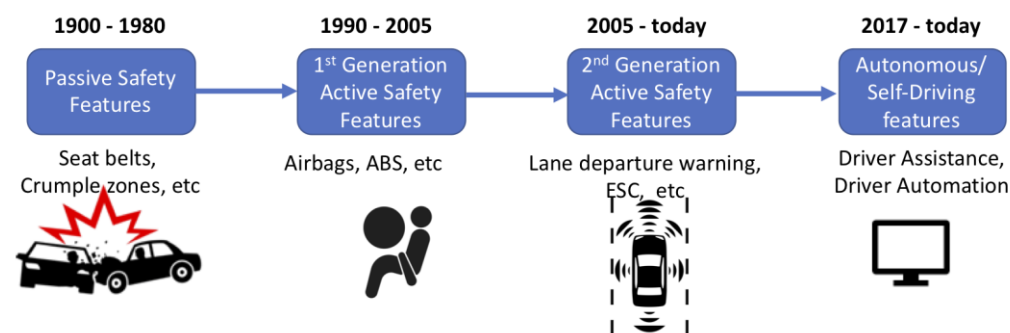 1900 - 1980
Passive Safety
Features
Seat belts,
Crumple zones, etc
1990 - 2005
1st Generation
Active Safety
Features
Airbags, ABS, etc
2005 - today
2nd Generation
Active Safety
Features
Lane departure warning,
ESC, etc
2017 - today
Autonomous/
Self-Driving
features
Driver Assistance,
Driver Automation